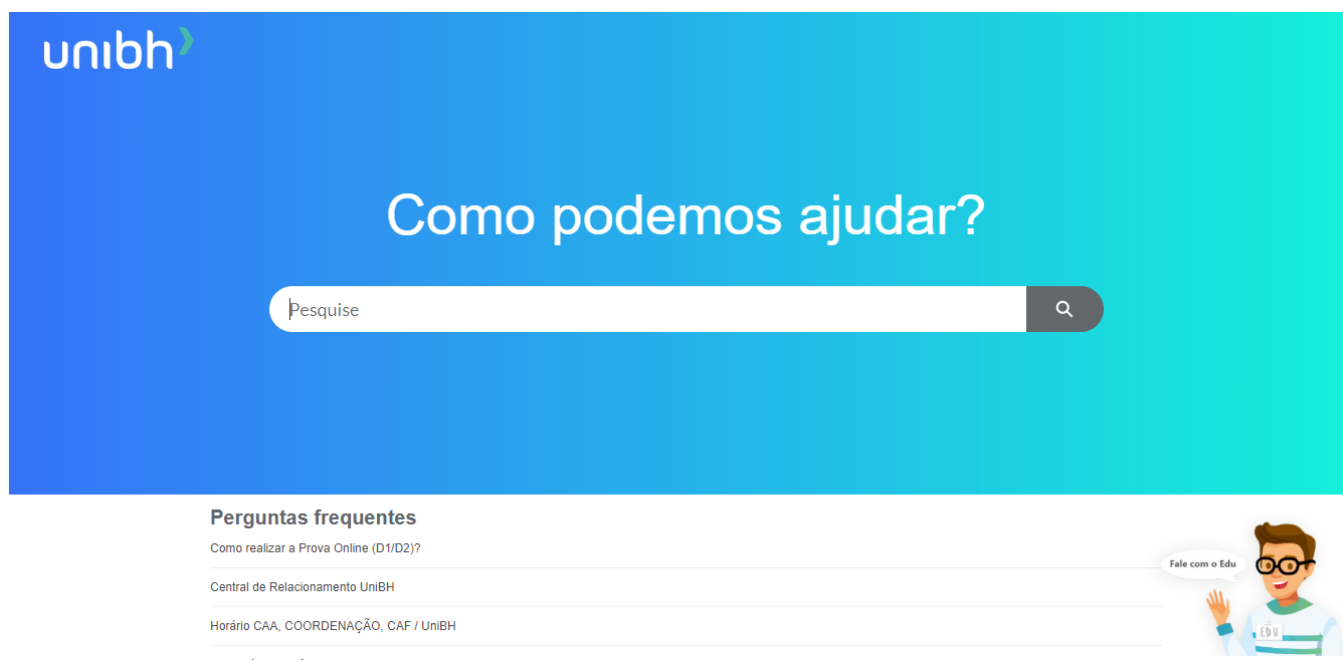 unibh
Como podemos ajudar?
Pesquise
Perguntas frequentes
Como realizar a Prova Online (D1/D2)?
Fale com o Edu
Central de Relacionamento UniBH
Horário CAA, COORDENAÇÃO, CAF / UniBH
EDU